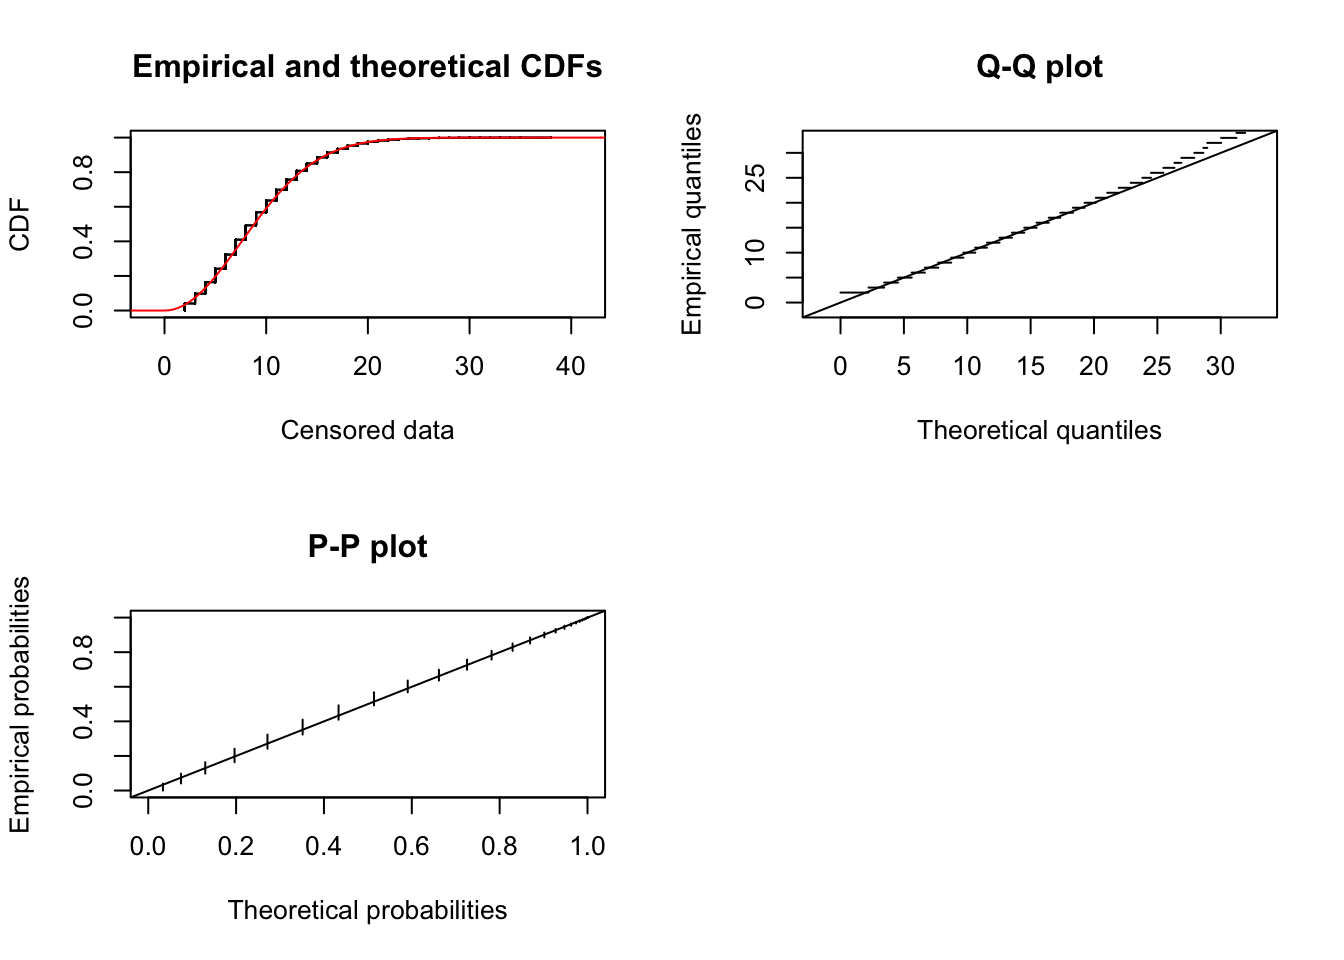 Empirical and theoretical CDFs
CDF
0.0 0.4 0.8
0 10 20 30 40
Censored data
Q-Q plot
Empirical quantiles
0 10 25
0 5 10 15 20 25 30
Theoretical quantiles
P-P plot
Empirical probabilities
0.0 0.4 0.8
0.0 0.2 0.4 0.6 0.8 1.0
Theoretical probabilities